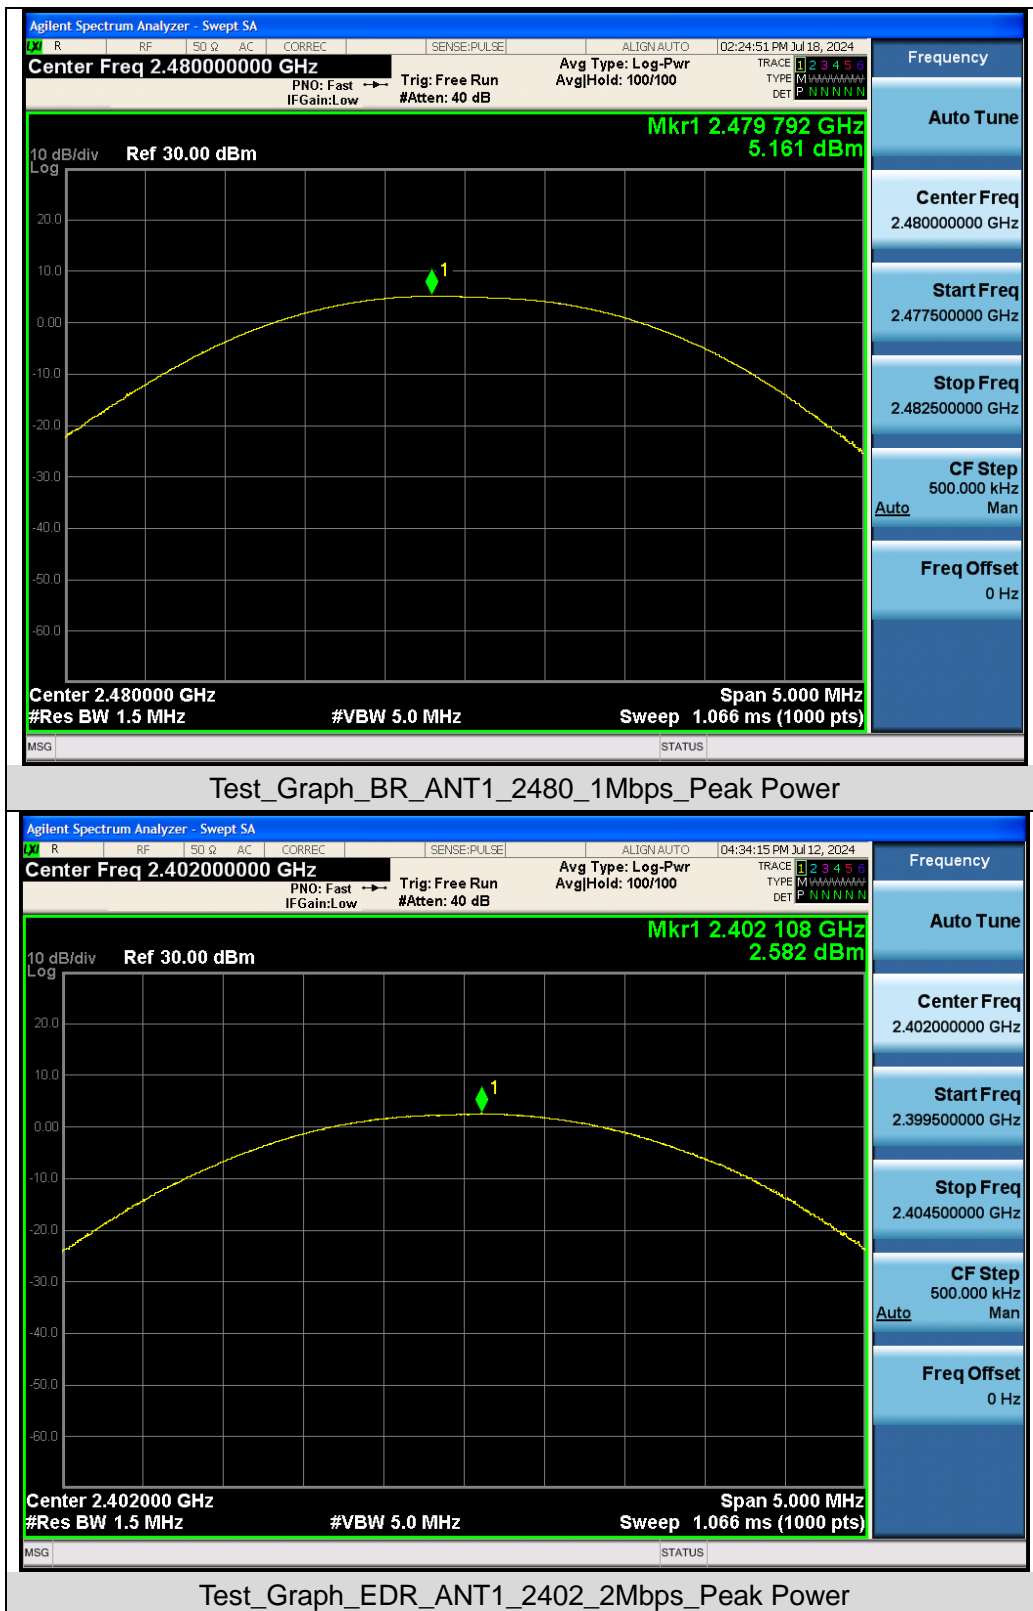 Agilent Spectrum Analyzer - Swept SA
LXI R RF 50 Ω AC CORREC SENSE:PULSE ALIGN AUTO 02:24:51 PM Jul 18, 2024
Center Freq 2.480000000 GHz
PNO: Fast
IFGain:Low
Trig: Free Run
#Atten: 40 dB
Avg Type: Log-Pwr
Avg|Hold: 100/100
TRACE 1 2 3 4 5 6
TYPE M WWWWW
DET P N N N N N
Frequency
Auto Tune
Center Freq
2.480000000 GHz
Start Freq
2.477500000 GHz
Stop Freq
2.482500000 GHz
CF Step
500.000 kHz
Auto Man
Freq Offset
0 Hz
Mkr1 2.479 792 GHz
5.161 dBm
10 dB/div Ref 30.00 dBm
Log
1
20.0
10.0
0.00
-10.0
-20.0
-30.0
-40.0
-50.0
-60.0
Center 2.480000 GHz Span 5.000 MHz
#Res BW 1.5 MHz #VBW 5.0 MHz Sweep 1.066 ms (1000 pts)
MSG STATUS
Test_Graph_BR_ANT1_2480_1Mbps_Peak Power
Agilent Spectrum Analyzer - Swept SA
LXI R RF 50 Ω AC CORREC SENSE:PULSE ALIGN AUTO 04:34:15 PM Jul 12, 2024
Center Freq 2.402000000 GHz
PNO: Fast
IFGain:Low
Trig: Free Run
#Atten: 40 dB
Avg Type: Log-Pwr
Avg|Hold: 100/100
TRACE 1 2 3 4 5 6
TYPE M WWWWW
DET P N N N N N
Frequency
Auto Tune
Center Freq
2.402000000 GHz
Start Freq
2.399500000 GHz
Stop Freq
2.404500000 GHz
CF Step
500.000 kHz
Auto Man
Freq Offset
0 Hz
Mkr1 2.402 108 GHz
2.582 dBm
10 dB/div Ref 30.00 dBm
Log
1
20.0
10.0
0.00
-10.0
-20.0
-30.0
-40.0
-50.0
-60.0
Center 2.402000 GHz Span 5.000 MHz
#Res BW 1.5 MHz #VBW 5.0 MHz Sweep 1.066 ms (1000 pts)
MSG STATUS
Test_Graph_EDR_ANT1_2402_2Mbps_Peak Power